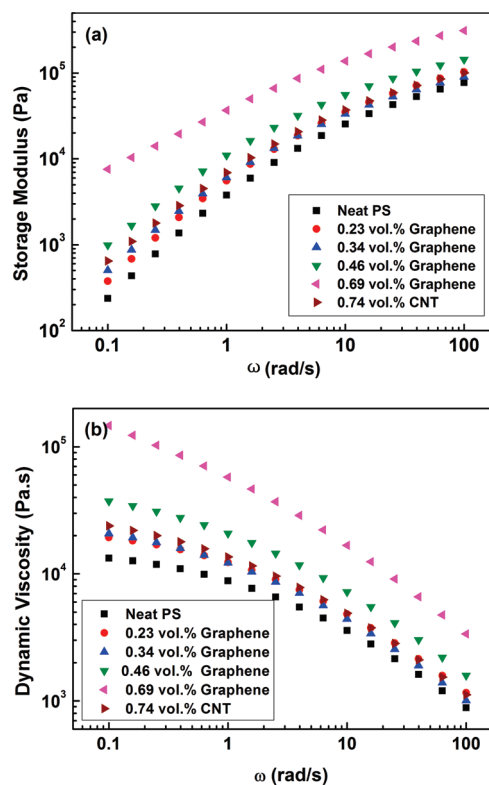 (a)
Storage Modulus (Pa)
10^5
10^4
10^3
10^2
Neat PS
0.23 vol.% Graphene
0.34 vol.% Graphene
0.46 vol.% Graphene
0.69 vol.% Graphene
0.74 vol.% CNT
0.1 1 10 100
ω (rad/s)
(b)
Dynamic Viscosity (Pa.s)
10^5
10^4
10^3
Neat PS
0.23 vol.% Graphene
0.34 vol.% Graphene
0.46 vol.% Graphene
0.69 vol.% Graphene
0.74 vol.% CNT
0.1 1 10 100
ω (rad/s)